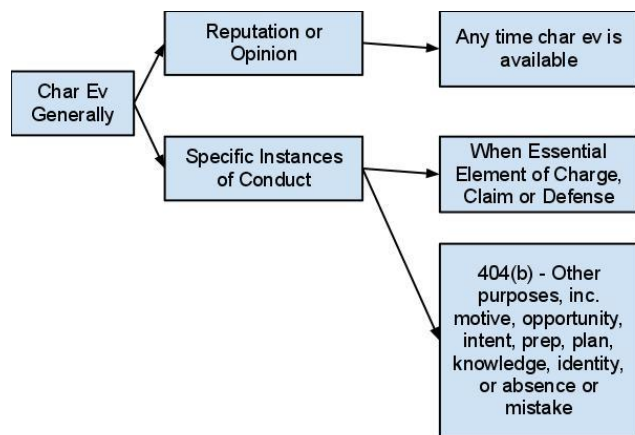 Reputation or
Opinion
Any time char ev is
available
Char Ev
Generally
Specific Instances
of Conduct
When Essential
Element of Charge,
Claim or Defense
404(b) - Other
purposes, inc.
motive, opportunity,
intent, prep, plan,
knowledge, identity,
or absence or
mistake